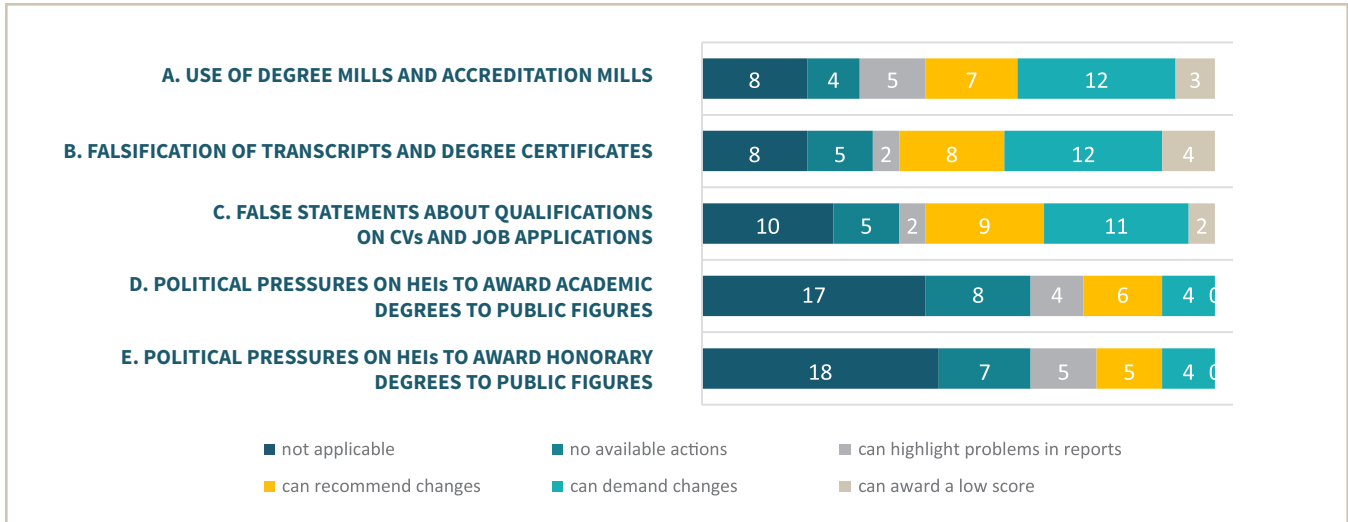 A. USE OF DEGREE MILLS AND ACCREDITATION MILLS
8 4 5 7 12 3
B. FALSIFICATION OF TRANSCRIPTS AND DEGREE CERTIFICATES
8 5 2 8 12 4
C. FALSE STATEMENTS ABOUT QUALIFICATIONS
ON CVs AND JOB APPLICATIONS
10 5 2 9 11 2
D. POLITICAL PRESSURES ON HEIs TO AWARD ACADEMIC
DEGREES TO PUBLIC FIGURES
17 8 4 6 4 0
E. POLITICAL PRESSURES ON HEIs TO AWARD HONORARY
DEGREES TO PUBLIC FIGURES
18 7 5 5 4 0
not applicable no available actions can highlight problems in reports
can recommend changes can demand changes can award a low score